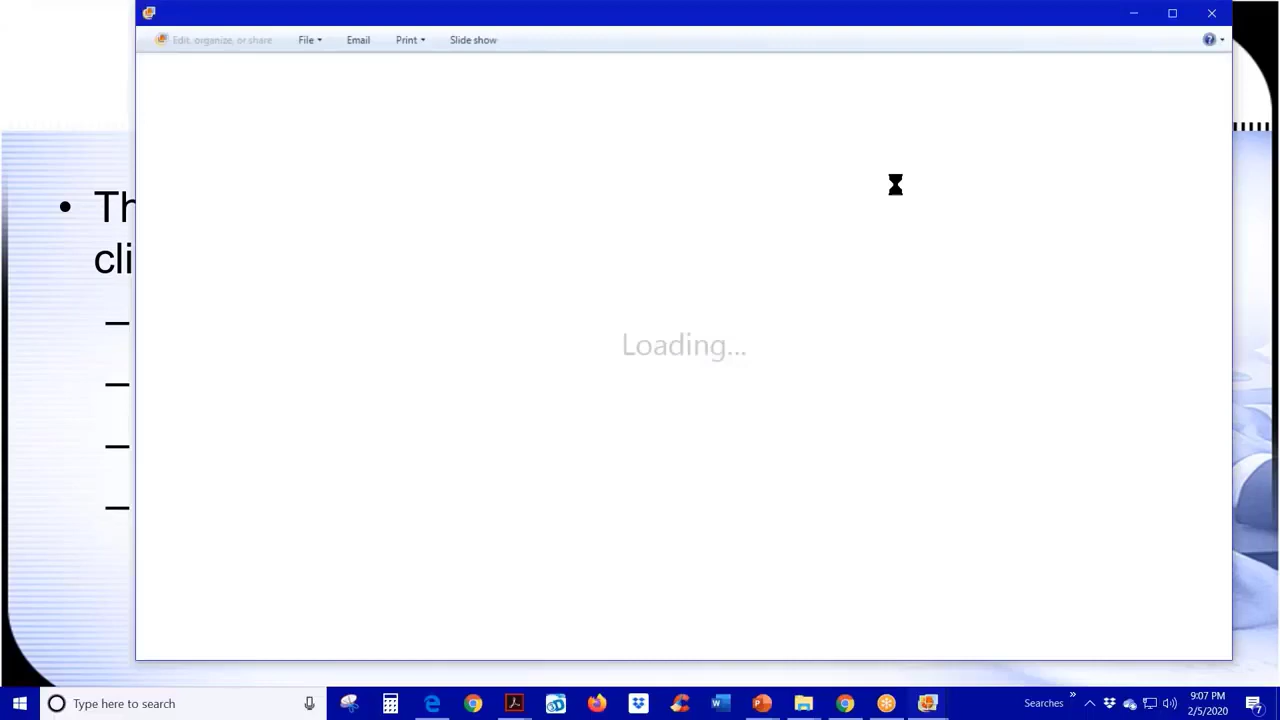 Edit, organize, or share File Email Print Slide show
• Th
cli
–
–
–
–
Loading...
Type here to search
Searches
9:07 PM
2/5/2020
7